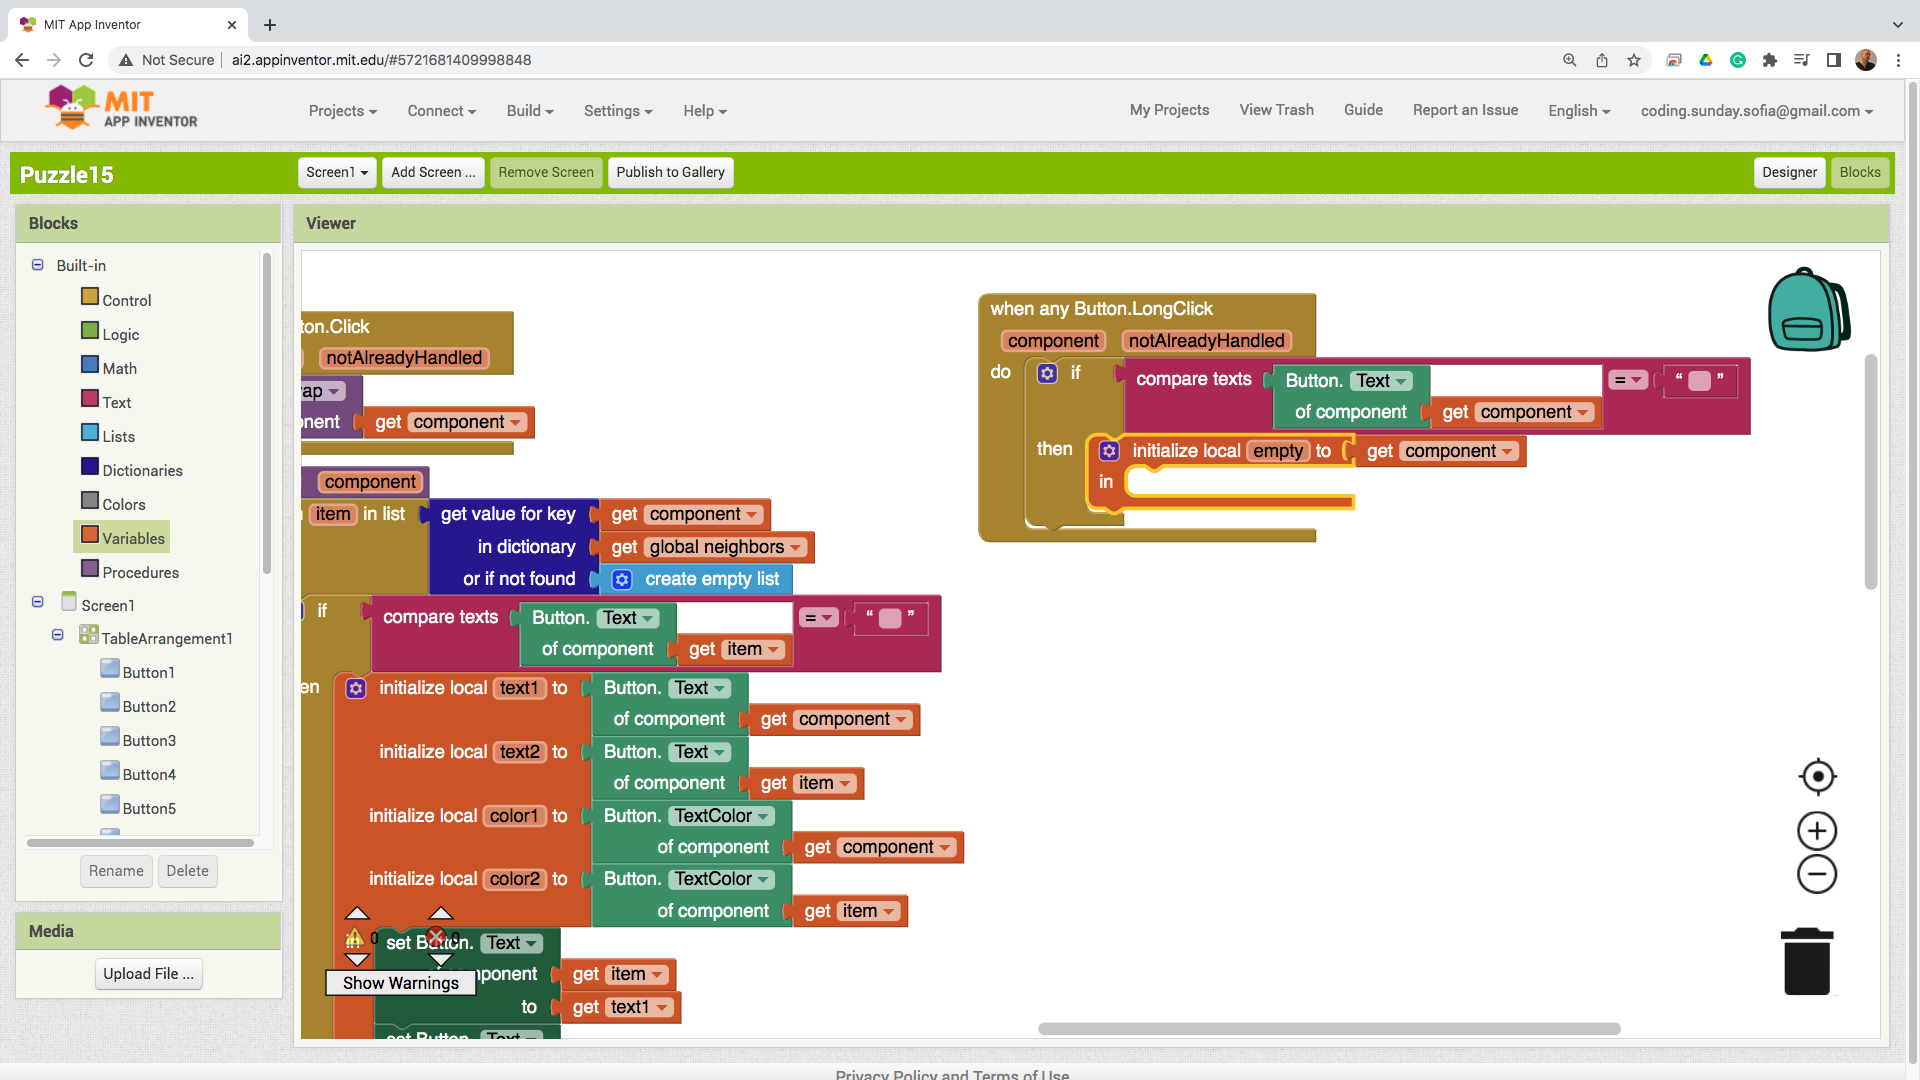 MIT App Inventor
Not Secure
ai2.appinventor.mit.edu/#5721681409998848
MIT
APP INVENTOR
Projects
Connect
Build
Settings
Help
My Projects
View Trash
Guide
Report an Issue
English
coding.sunday.sofia@gmail.com
Puzzle15
Screen1
Add Screen ...
Remove Screen
Publish to Gallery
Designer
Blocks
Blocks
Built-in
Control
Logic
Math
Text
Lists
Dictionaries
Colors
Variables
Procedures
Screen1
TableArrangement1
Button1
Button2
Button3
Button4
Button5
Rename
Delete
Media
Upload File ...
Viewer
ton.Click
notAlreadyHandled
ap
nent get component
component
item in list get value for key get component
in dictionary get global neighbors
or if not found create empty list
if compare texts Button. Text = “ ”
of component get item
en initialize local text1 to Button. Text
of component get component
initialize local text2 to Button. Text
of component get item
initialize local color1 to Button. TextColor
of component get component
initialize local color2 to Button. TextColor
of component get item
0 0
set Button. Text
mponent get item
Show Warnings
to get text1
set Button. Text
when any Button.LongClick
component notAlreadyHandled
do if compare texts Button. Text = “ ”
of component get component
then initialize local empty to get component
in
Privacy Policy and Terms of Use